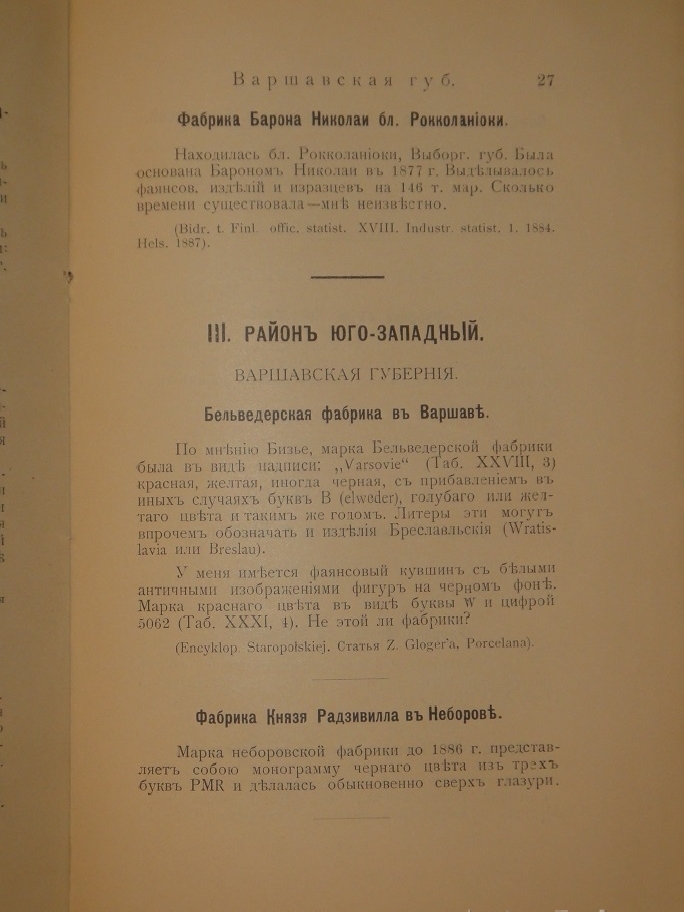 Варшавская губ. 27
Фабрика Барона Николаи бл. Рокколаніоки.
Находилась бл. Рокколаніоки, Выборг. губ. Была
основана Барономъ Николаи въ 1877 г. Выдѣлывалось
фаянсов. издѣлій и изразцевъ на 146 т. мар. Сколько
времени существовала—мнѣ неизвѣстно.
(Bidr. t. Finl. offic. statist. XVIII. Industr. statist. 1. 1884.
Hels. 1887).
III. РАЙОНЪ ЮГО-ЗАПАДНЫЙ.
ВАРШАВСКАЯ ГУБЕРНІЯ.
Бельведерская фабрика въ Варшавѣ.
По мнѣнію Бизье, марка Бельведерской фабрики
была въ видѣ надписи: „Varsovie“ (Таб. XXVIII, 3)
красная, желтая, иногда черная, съ прибавленіемъ въ
иныхъ случаяхъ буквъ B (elweder), голубаго или жел-
таго цвѣта и такимъ же годомъ. Литеры эти могутъ
впрочемъ обозначать и издѣлія Бреславльскія (Wratis-
lavia или Breslau).
У меня имѣется фаянсовый кувшинъ съ бѣлыми
античными изображеніями фигуръ на черномъ фонѣ.
Марка краснаго цвѣта въ видѣ буквы W и цифрой
5062 (Таб. XXXI, 4). Не этой ли фабрики?
(Encyklop. Staropolskiej. Статья Z. Gloger'a, Porcelana).
Фабрика Князя Радзивилла въ Неборовѣ.
Марка неборовской фабрики до 1886 г. представ-
ляетъ собою монограмму чернаго цвѣта изъ трехъ
буквъ PMR и дѣлалась обыкновенно сверхъ глазури.